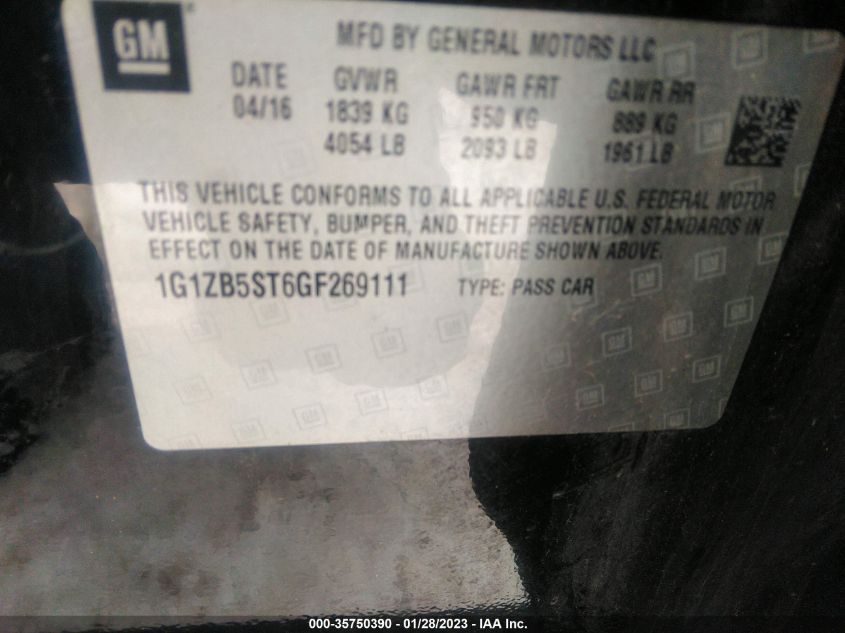 GM
MFD BY GENERAL MOTORS LLC
DATE GVWR GAWR FRT GAWR RR
04/16 1839 KG 950 KG 889 KG
4054 LB 2093 LB 1961 LB
THIS VEHICLE CONFORMS TO ALL APPLICABLE U.S. FEDERAL MOTOR
VEHICLE SAFETY, BUMPER, AND THEFT PREVENTION STANDARDS IN
EFFECT ON THE DATE OF MANUFACTURE SHOWN ABOVE.
1G1ZB5ST6GF269111 TYPE: PASS CAR
000-35750390 - 01/28/2023 - IAA, Inc.